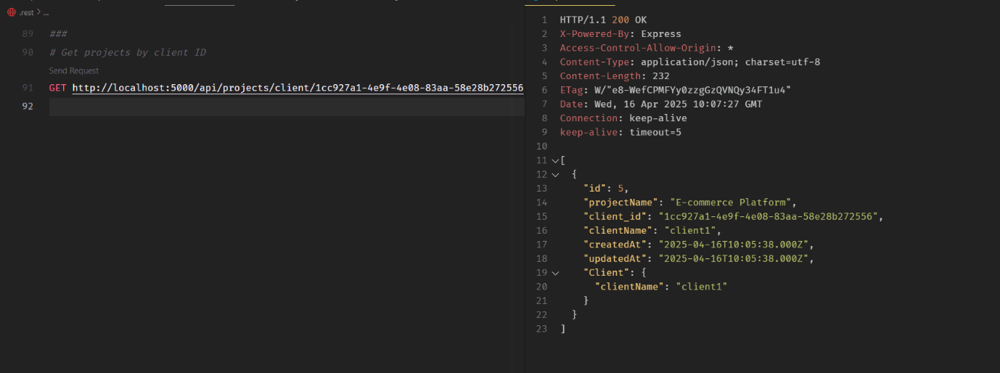 .rest > ...
89 ###
90 # Get projects by client ID
Send Request
91 GET http://localhost:5000/api/projects/client/1cc927a1-4e9f-4e08-83aa-58e28b272556
92
1 HTTP/1.1 200 OK
2 X-Powered-By: Express
3 Access-Control-Allow-Origin: *
4 Content-Type: application/json; charset=utf-8
5 Content-Length: 232
6 ETag: W/"e8-WefCPMFYy0zzgGzQVNQy34FT1u4"
7 Date: Wed, 16 Apr 2025 10:07:27 GMT
8 Connection: keep-alive
9 keep-alive: timeout=5
10
11 [
12 {
13 "id": 5,
14 "projectName": "E-commerce Platform",
15 "client_id": "1cc927a1-4e9f-4e08-83aa-58e28b272556",
16 "clientName": "client1",
17 "createdAt": "2025-04-16T10:05:38.000Z",
18 "updatedAt": "2025-04-16T10:05:38.000Z",
19 "Client": {
20 "clientName": "client1"
21 }
22 }
23 ]